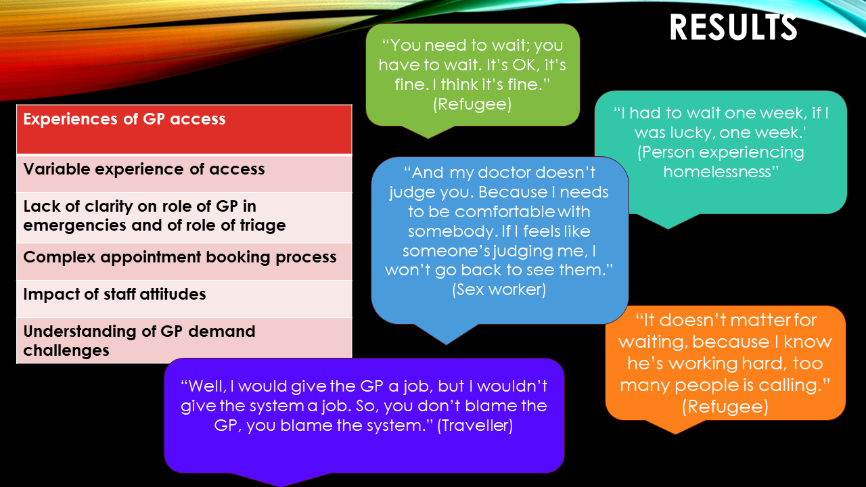 RESULTS
Experiences of GP access
Variable experience of access
Lack of clarity on role of GP in
emergencies and of role of triage
Complex appointment booking process
Impact of staff attitudes
Understanding of GP demand
challenges
“You need to wait; you
have to wait. It’s OK, it’s
fine. I think it’s fine.”
(Refugee)
“I had to wait one week, if I
was lucky, one week.'
(Person experiencing
homelessness”
“And my doctor doesn’t
judge you. Because I needs
to be comfortable with
somebody. If I feels like
someone’s judging me, I
won’t go back to see them.”
(Sex worker)
“It doesn’t matter for
waiting, because I know
he’s working hard, too
many people is calling.”
(Refugee)
“Well, I would give the GP a job, but I wouldn’t
give the system a job. So, you don’t blame the
GP, you blame the system.” (Traveller)